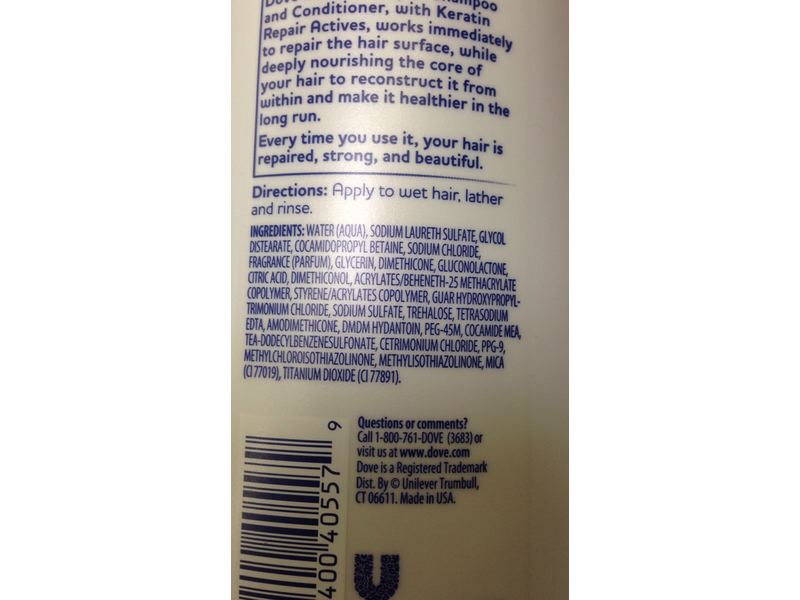 Dove
and Conditioner, with Keratin
Repair Actives, works immediately
to repair the hair surface, while
deeply nourishing the core of
your hair to reconstruct it from
within and make it healthier in the
long run.
Every time you use it, your hair is
repaired, strong, and beautiful.
Directions: Apply to wet hair, lather
and rinse.
INGREDIENTS: WATER (AQUA), SODIUM LAURETH SULFATE, GLYCOL
DISTEARATE, COCAMIDOPROPYL BETAINE, SODIUM CHLORIDE,
FRAGRANCE (PARFUM), GLYCERIN, DIMETHICONE, GLUCONOLACTONE,
CITRIC ACID, DIMETHICONOL, ACRYLATES/BEHENETH-25 METHACRYLATE
COPOLYMER, STYRENE/ACRYLATES COPOLYMER, GUAR HYDROXYPROPYL-
TRIMONIUM CHLORIDE, SODIUM SULFATE, TREHALOSE, TETRASODIUM
EDTA, AMODIMETHICONE, DMDM HYDANTOIN, PEG-45M, COCAMIDE MEA,
TEA-DODECYLBENZENESULFONATE, CETRIMONIUM CHLORIDE, PPG-9,
METHYLCHLOROISOTHIAZOLINONE, METHYLISOTHIAZOLINONE, MICA
(CI 77019), TITANIUM DIOXIDE (CI 77891).
Questions or comments?
Call 1-800-761-DOVE (3683) or
visit us at www.dove.com
Dove is a Registered Trademark
Dist. By © Unilever Trumbull,
CT 06611. Made in USA.
400 40557 9